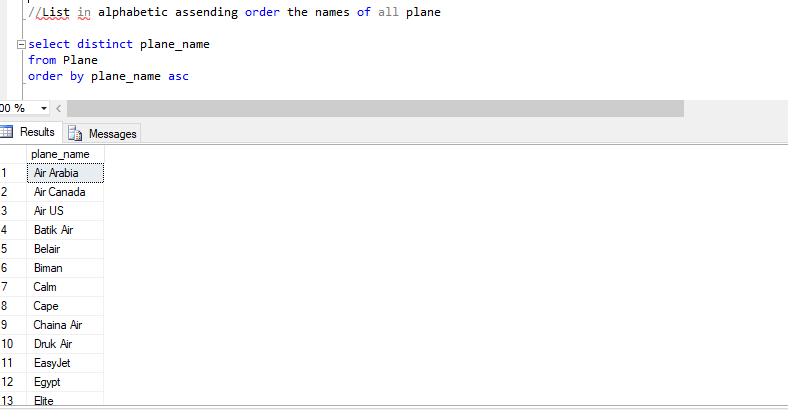 //List in alphabetic assending order the names of all plane
select distinct plane_name
from Plane
order by plane_name asc
00 %
Results Messages
plane_name
1 Air Arabia
2 Air Canada
3 Air US
4 Batik Air
5 Belair
6 Biman
7 Calm
8 Cape
9 Chaina Air
10 Druk Air
11 EasyJet
12 Egypt
13 Elite